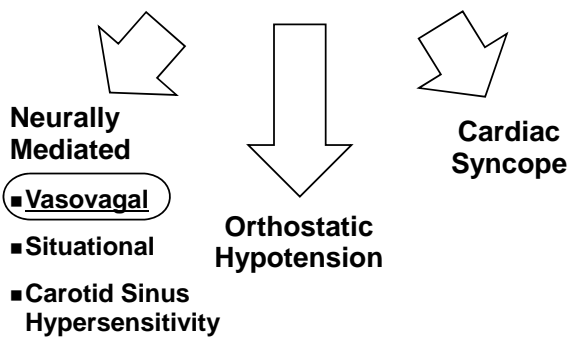 Neurally
Mediated
■Vasovagal
■Situational
■Carotid Sinus
Hypersensitivity
Orthostatic
Hypotension
Cardiac
Syncope